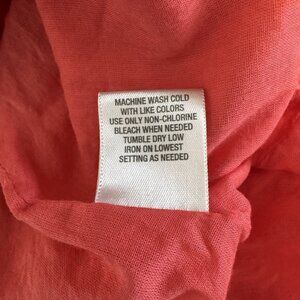 MACHINE WASH COLD
WITH LIKE COLORS
USE ONLY NON-CHLORINE
BLEACH WHEN NEEDED
TUMBLE DRY LOW
IRON ON LOWEST
SETTING AS NEEDED